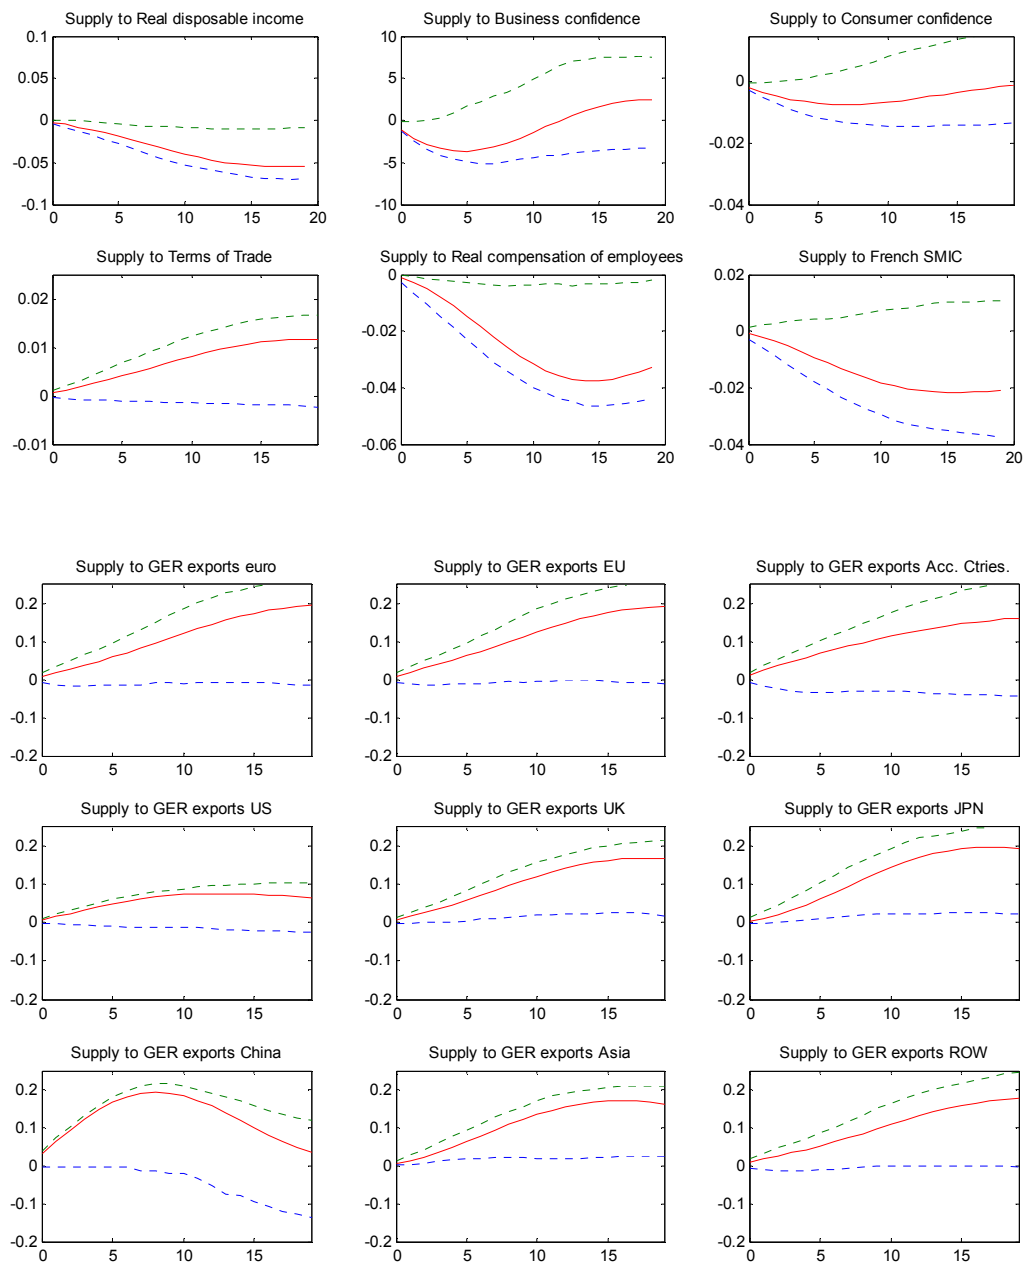 Supply to Real disposable income
Supply to Business confidence
Supply to Consumer confidence
0.1
0.05
0
-0.05
-0.1
0 5 10 15 20
10
5
0
-5
-10
0 5 10 15 20
0
-0.02
-0.04
0 5 10 15
Supply to Terms of Trade
Supply to Real compensation of employees
Supply to French SMIC
0.02
0.01
0
-0.01
0 5 10 15
0
-0.02
-0.04
-0.06
0 5 10 15 20
0.02
0
-0.02
-0.04
0 5 10 15 20
Supply to GER exports euro
Supply to GER exports EU
Supply to GER exports Acc. Ctries.
0.2
0.1
0
-0.1
-0.2
0 5 10 15
0.2
0.1
0
-0.1
-0.2
0 5 10 15
0.2
0.1
0
-0.1
-0.2
0 5 10 15
Supply to GER exports US
Supply to GER exports UK
Supply to GER exports JPN
0.2
0.1
0
-0.1
-0.2
0 5 10 15
0.2
0.1
0
-0.1
-0.2
0 5 10 15
0.2
0.1
0
-0.1
-0.2
0 5 10 15
Supply to GER exports China
Supply to GER exports Asia
Supply to GER exports ROW
0.2
0.1
0
-0.1
-0.2
0 5 10 15
0.2
0.1
0
-0.1
-0.2
0 5 10 15
0.2
0.1
0
-0.1
-0.2
0 5 10 15